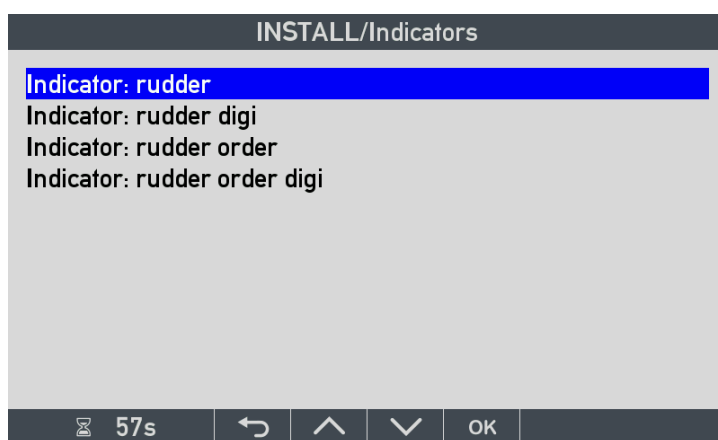 INSTALL/Indicators
Indicator: rudder
Indicator: rudder digi
Indicator: rudder order
Indicator: rudder order digi
57s OK